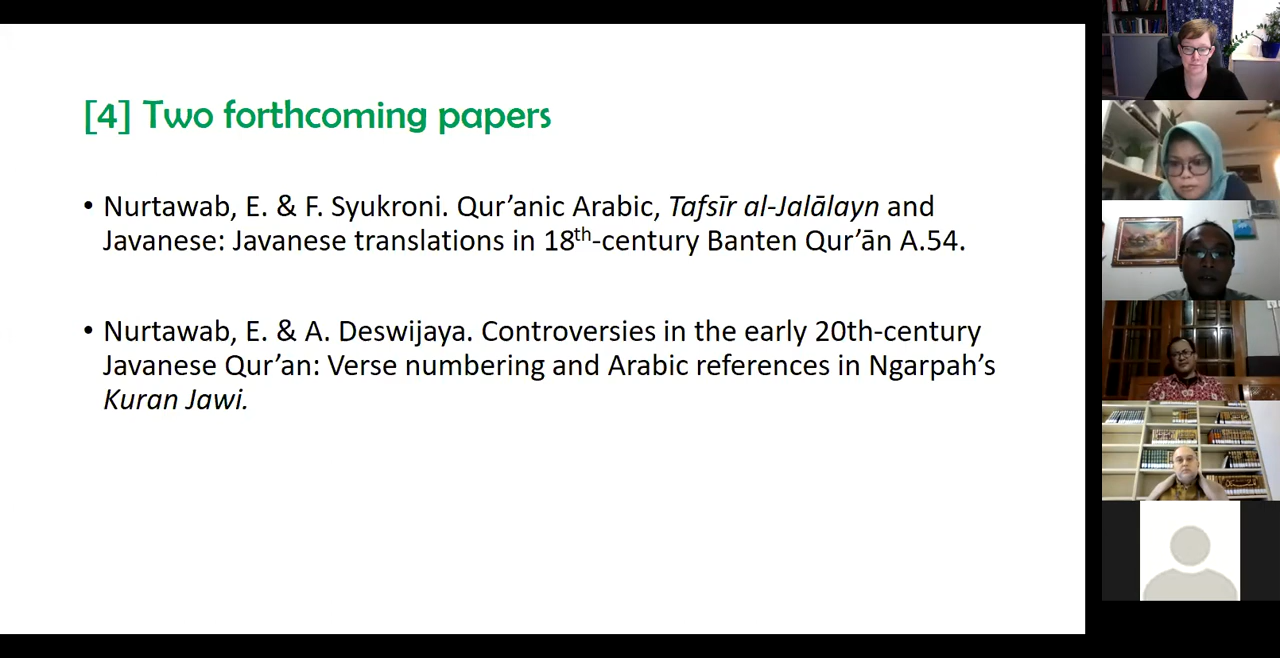 [4] Two forthcoming papers
• Nurtawab, E. & F. Syukroni. Qur’anic Arabic, Tafsīr al-Jalālayn and
Javanese: Javanese translations in 18th-century Banten Qur’ān A.54.
• Nurtawab, E. & A. Deswijaya. Controversies in the early 20th-century
Javanese Qur’an: Verse numbering and Arabic references in Ngarpah’s
Kuran Jawi.